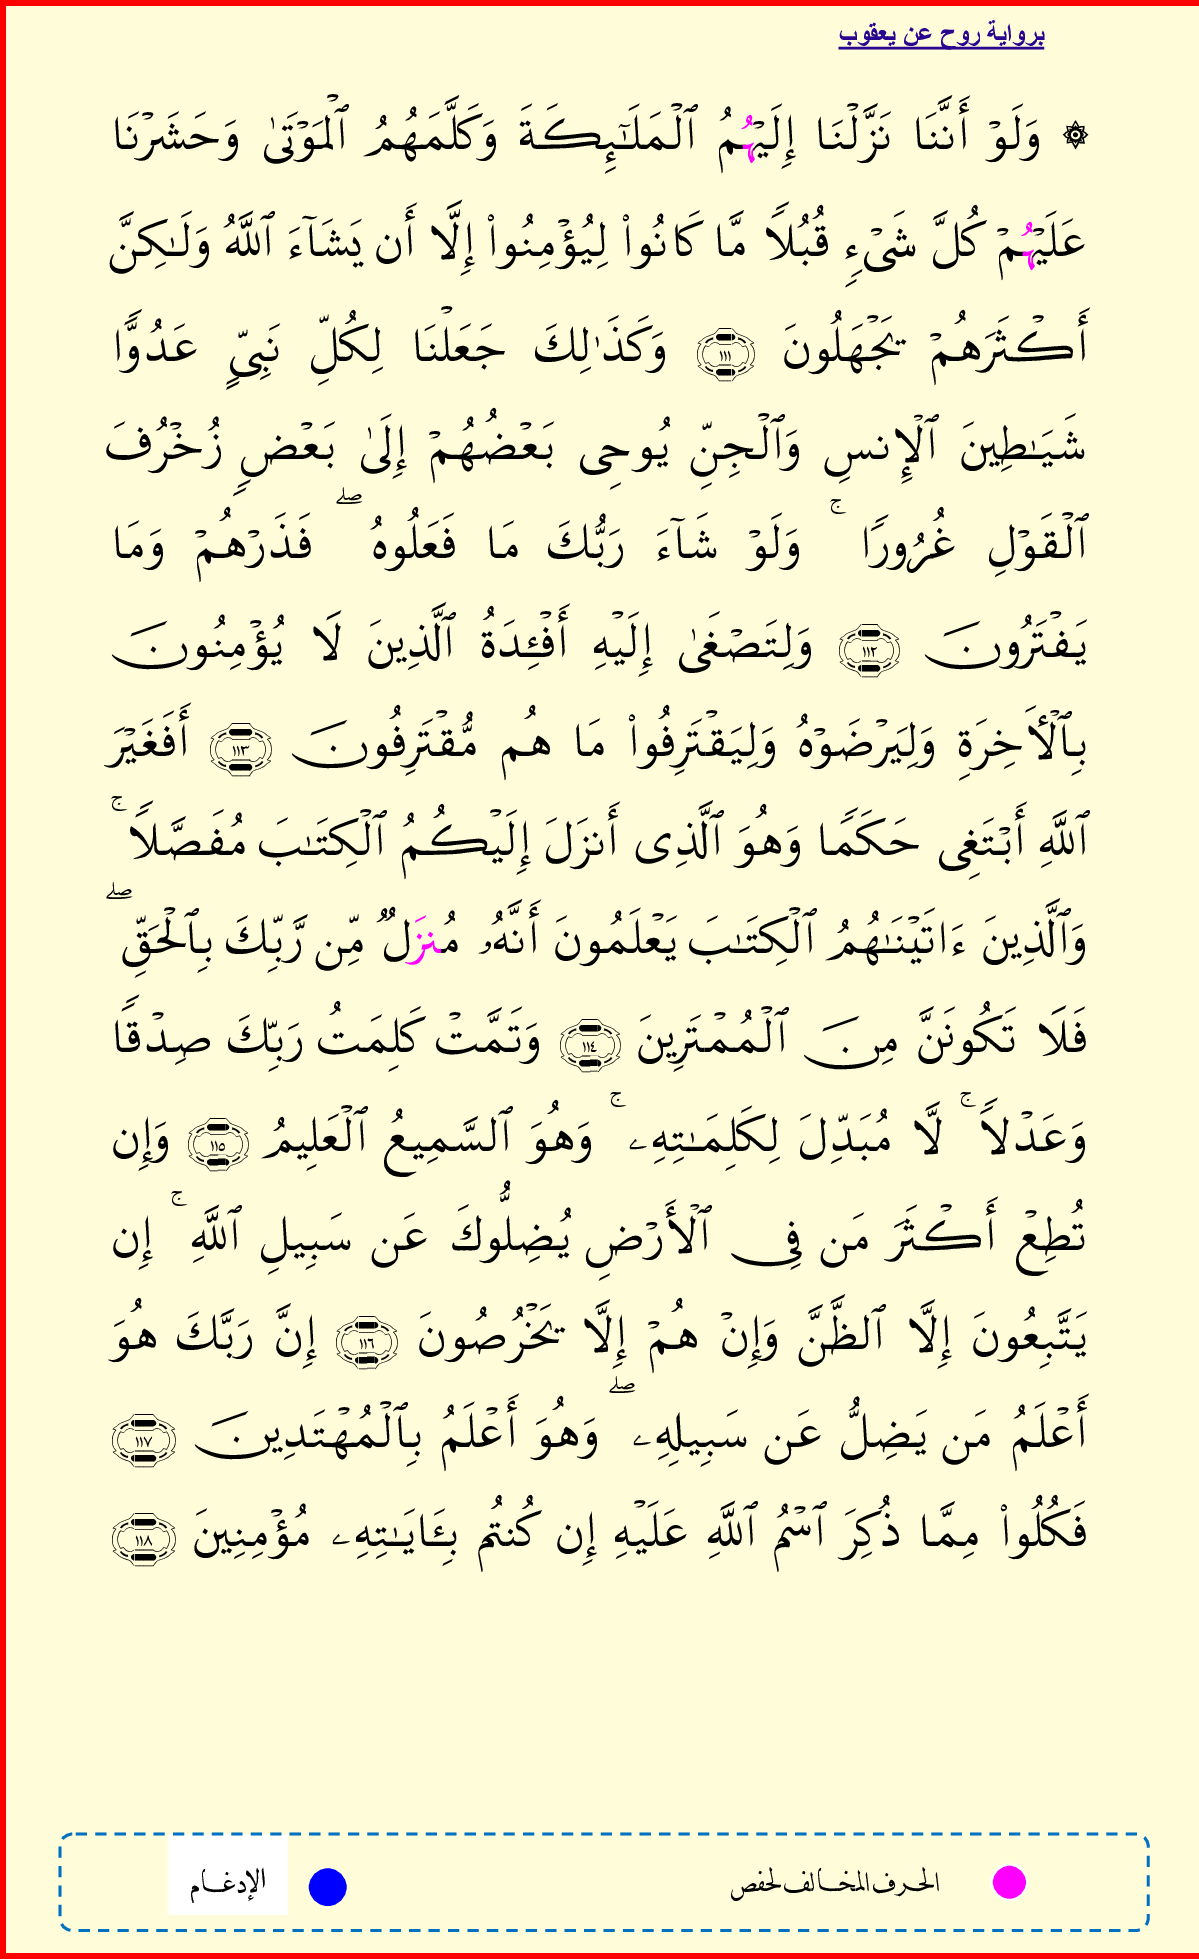 برواية روح عن يعقوب
۞ وَلَوۡ أَنَّنَا نَزَّلۡنَا إِلَيۡهُمُ ٱلۡمَلَـٰٓئِكَةَ وَكَلَّمَهُمُ ٱلۡمَوۡتَىٰ وَحَشَرۡنَا
عَلَيۡهُمۡ كُلَّ شَيۡءٍ قُبُلًا مَّا كَانُواْ لِيُؤۡمِنُواْ إِلَّا أَن يَشَآءَ ٱللَّهُ وَلَـٰكِنَّ
أَكۡثَرَهُمۡ يَجۡهَلُونَ ١١١ وَكَذَٰلِكَ جَعَلۡنَا لِكُلِّ نَبِيٍّ عَدُوًّا
شَيَـٰطِينَ ٱلۡإِنسِ وَٱلۡجِنِّ يُوحِى بَعۡضُهُمۡ إِلَىٰ بَعۡضٍ زُخۡرُفَ
ٱلۡقَوۡلِ غُرُورًا ۚ وَلَوۡ شَآءَ رَبُّكَ مَا فَعَلُوهُ ۖ فَذَرۡهُمۡ وَمَا
يَفۡتَرُونَ ١١٢ وَلِتَصۡغَىٰ إِلَيۡهِ أَفۡـِٔدَةُ ٱلَّذِينَ لَا يُؤۡمِنُونَ
بِٱلۡأٓخِرَةِ وَلِيَرۡضَوۡهُ وَلِيَقۡتَرِفُواْ مَا هُم مُّقۡتَرِفُونَ ١١٣ أَفَغَيۡرَ
ٱللَّهِ أَبۡتَغِى حَكَمًا وَهُوَ ٱلَّذِى أَنزَلَ إِلَيۡكُمُ ٱلۡكِتَـٰبَ مُفَصَّلًا ۚ
وَٱلَّذِينَ ءَاتَيۡنَـٰهُمُ ٱلۡكِتَـٰبَ يَعۡلَمُونَ أَنَّهُۥ مُنزَلٌ مِّن رَّبِّكَ بِٱلۡحَقِّ ۖ
فَلَا تَكُونَنَّ مِنَ ٱلۡمُمۡتَرِينَ ١١٤ وَتَمَّتۡ كَلِمَتُ رَبِّكَ صِدۡقًا
وَعَدۡلًا ۚ لَّا مُبَدِّلَ لِكَلِمَـٰتِهِۦ ۚ وَهُوَ ٱلسَّمِيعُ ٱلۡعَلِيمُ ١١٥ وَإِن
تُطِعۡ أَكۡثَرَ مَن فِى ٱلۡأَرۡضِ يُضِلُّوكَ عَن سَبِيلِ ٱللَّهِ ۚ إِن
يَتَّبِعُونَ إِلَّا ٱلظَّنَّ وَإِنۡ هُمۡ إِلَّا يَخۡرُصُونَ ١١٦ إِنَّ رَبَّكَ هُوَ
أَعۡلَمُ مَن يَضِلُّ عَن سَبِيلِهِۦ ۖ وَهُوَ أَعۡلَمُ بِٱلۡمُهۡتَدِينَ ١١٧
فَكُلُواْ مِمَّا ذُكِرَ ٱسۡمُ ٱللَّهِ عَلَيۡهِ إِن كُنتُم بِـَٔايَـٰتِهِۦ مُؤۡمِنِينَ ١١٨
الحرف المخالف لحفص الإدغام